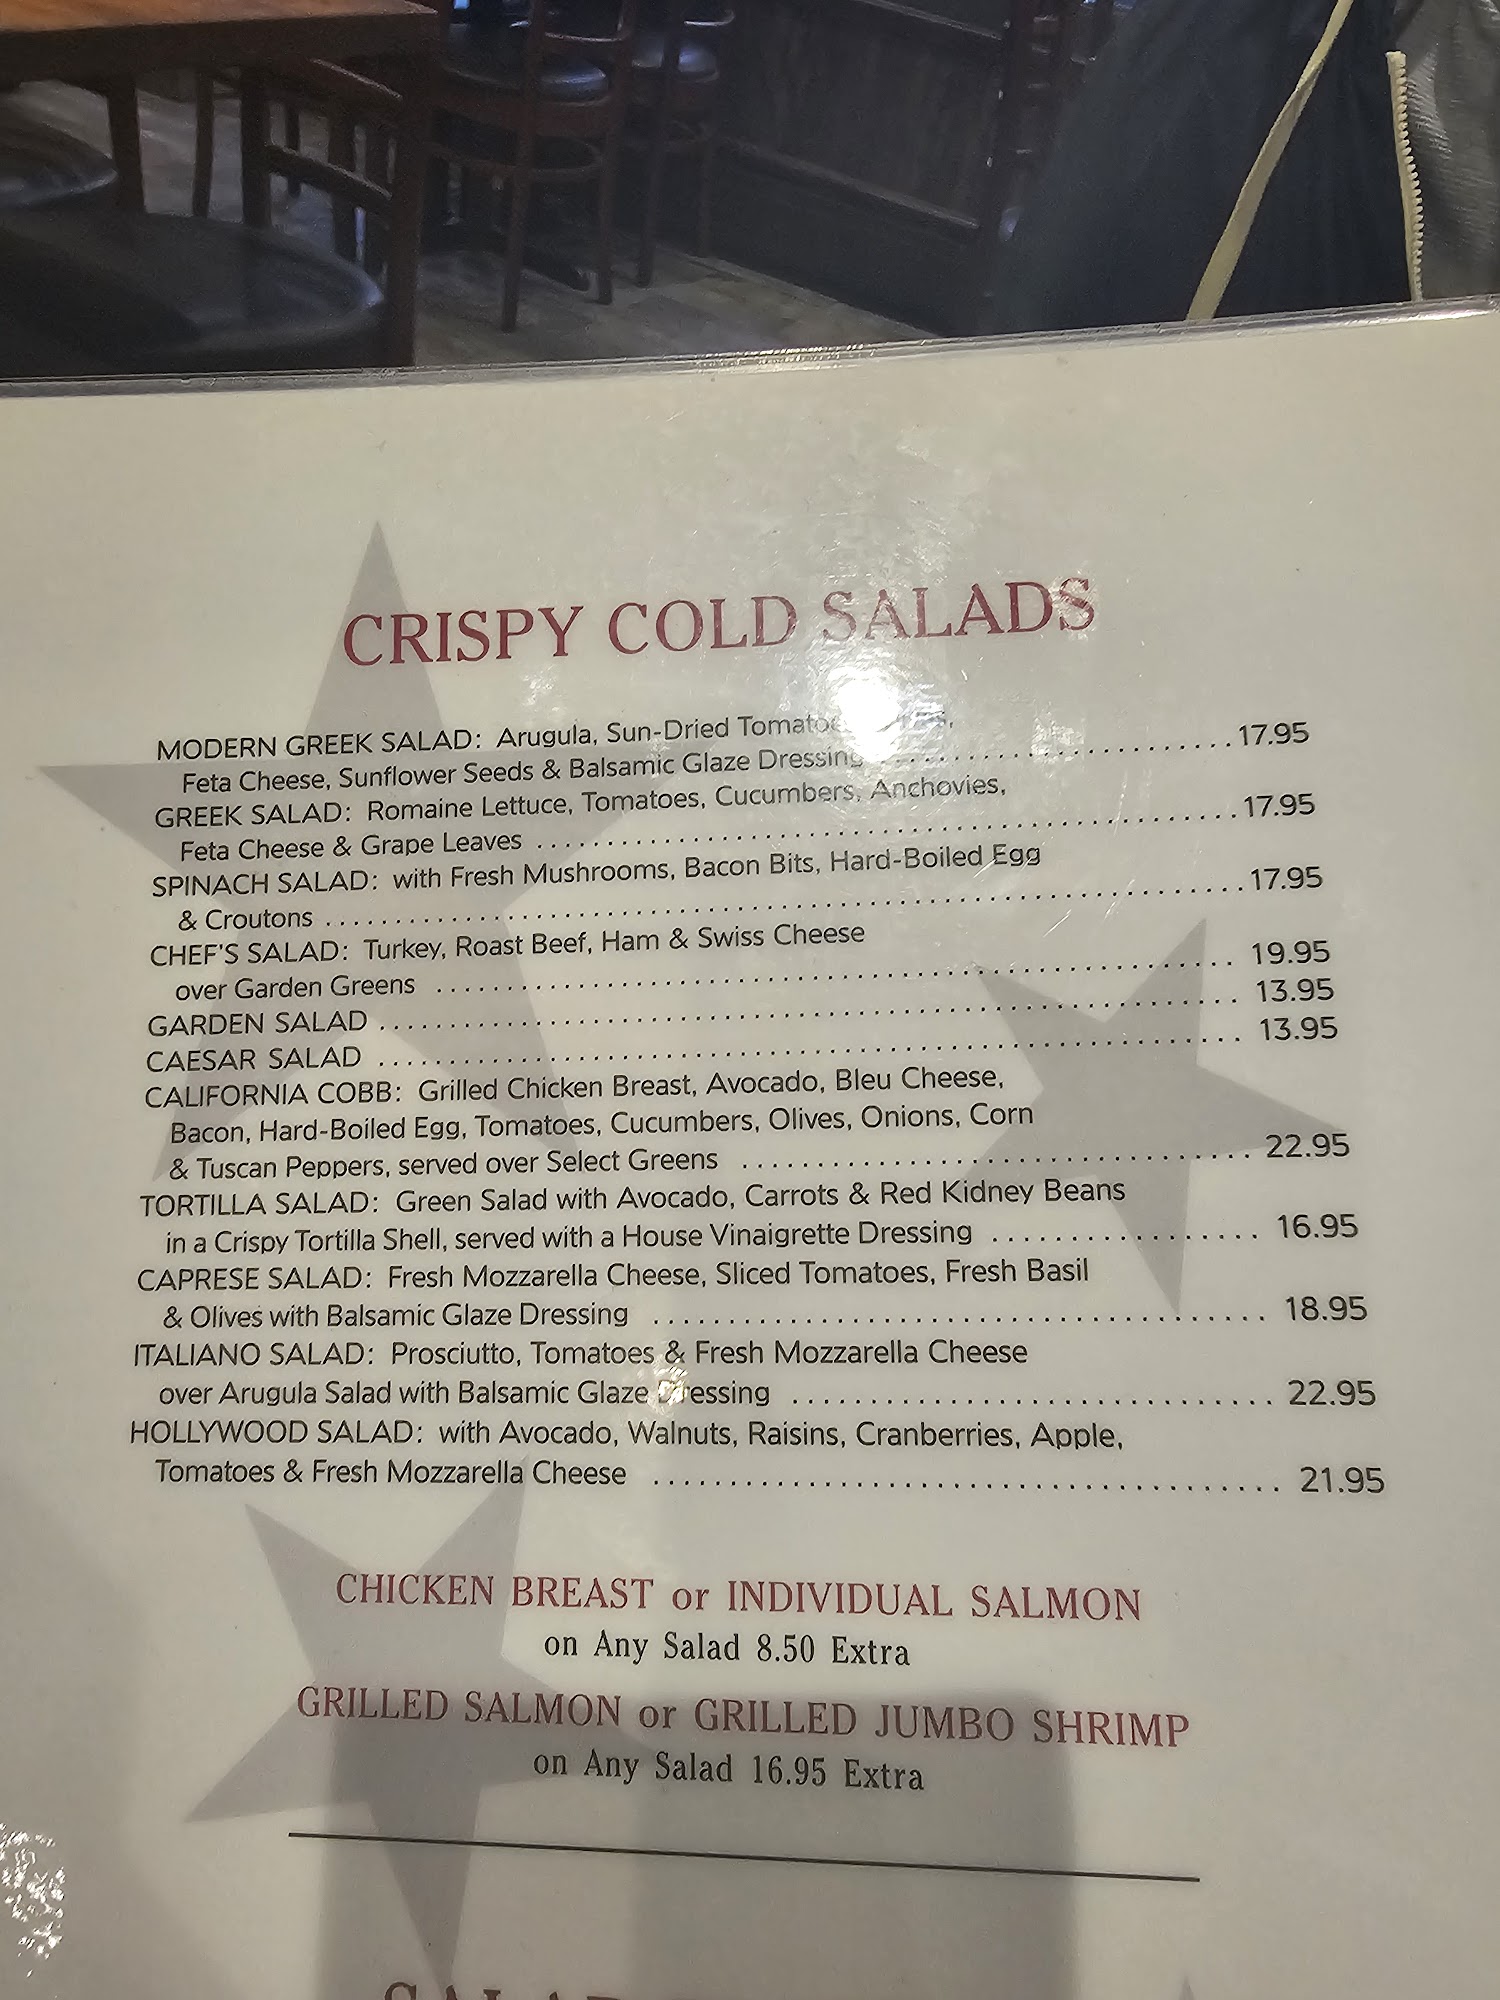 CRISPY COLD SALADS
MODERN GREEK SALAD: Arugula, Sun-Dried
Feta Cheese, Sunflower Seeds & Balsamic Glaze Dressing 17.95
GREEK SALAD: Romaine Lettuce, Tomatoes, Cucumbers, Anchovies,
Feta Cheese & Grape Leaves 17.95
SPINACH SALAD: with Fresh Mushrooms, Bacon Bits, Hard-Boiled Egg
& Croutons 17.95
CHEF'S SALAD: Turkey, Roast Beef, Ham & Swiss Cheese
over Garden Greens 19.95
GARDEN SALAD 13.95
CAESAR SALAD 13.95
CALIFORNIA COBB: Grilled Chicken Breast, Avocado, Bleu Cheese,
Bacon, Hard-Boiled Egg, Tomatoes, Cucumbers, Olives, Onions, Corn
& Tuscan Peppers, served over Select Greens 22.95
TORTILLA SALAD: Green Salad with Avocado, Carrots & Red Kidney Beans
in a Crispy Tortilla Shell, served with a House Vinaigrette Dressing 16.95
CAPRESE SALAD: Fresh Mozzarella Cheese, Sliced Tomatoes, Fresh Basil
& Olives with Balsamic Glaze Dressing 18.95
ITALIANO SALAD: Prosciutto, Tomatoes & Fresh Mozzarella Cheese
over Arugula Salad with Balsamic Glaze Dressing 22.95
HOLLYWOOD SALAD: with Avocado, Walnuts, Raisins, Cranberries, Apple,
Tomatoes & Fresh Mozzarella Cheese 21.95
CHICKEN BREAST or INDIVIDUAL SALMON
on Any Salad 8.50 Extra
GRILLED SALMON or GRILLED JUMBO SHRIMP
on Any Salad 16.95 Extra